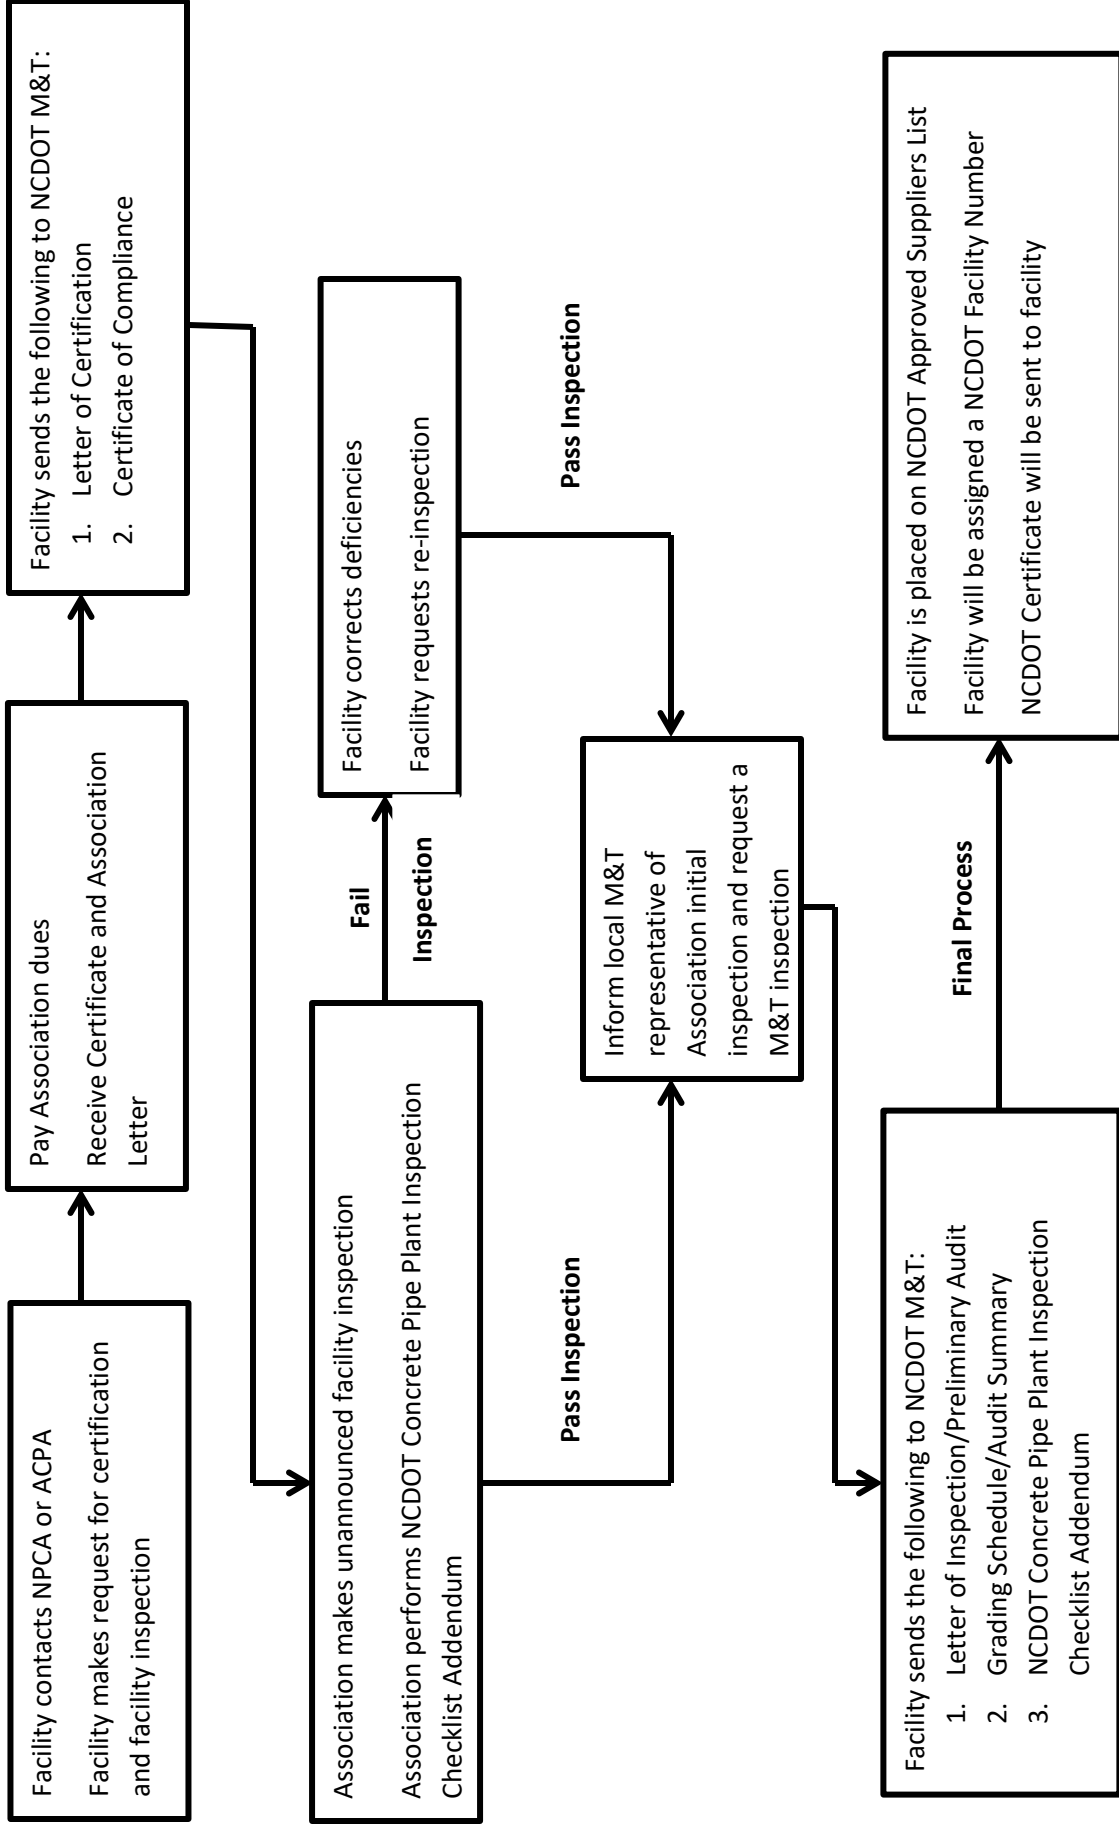 Facility contacts NPCA or ACPA
Facility makes request for certification
and facility inspection
Pay Association dues
Receive Certificate and Association
Letter
Facility sends the following to NCDOT M&T:
1. Letter of Certification
2. Certificate of Compliance
Association makes unannounced facility inspection
Association performs NCDOT Concrete Pipe Plant Inspection
Checklist Addendum
Fail
Inspection
Facility corrects deficiencies
Facility requests re-inspection
Pass Inspection
Pass Inspection
Inform local M&T
representative of
Association initial
inspection and request a
M&T inspection
Facility sends the following to NCDOT M&T:
1. Letter of Inspection/Preliminary Audit
2. Grading Schedule/Audit Summary
3. NCDOT Concrete Pipe Plant Inspection
Checklist Addendum
Final Process
Facility is placed on NCDOT Approved Suppliers List
Facility will be assigned a NCDOT Facility Number
NCDOT Certificate will be sent to facility